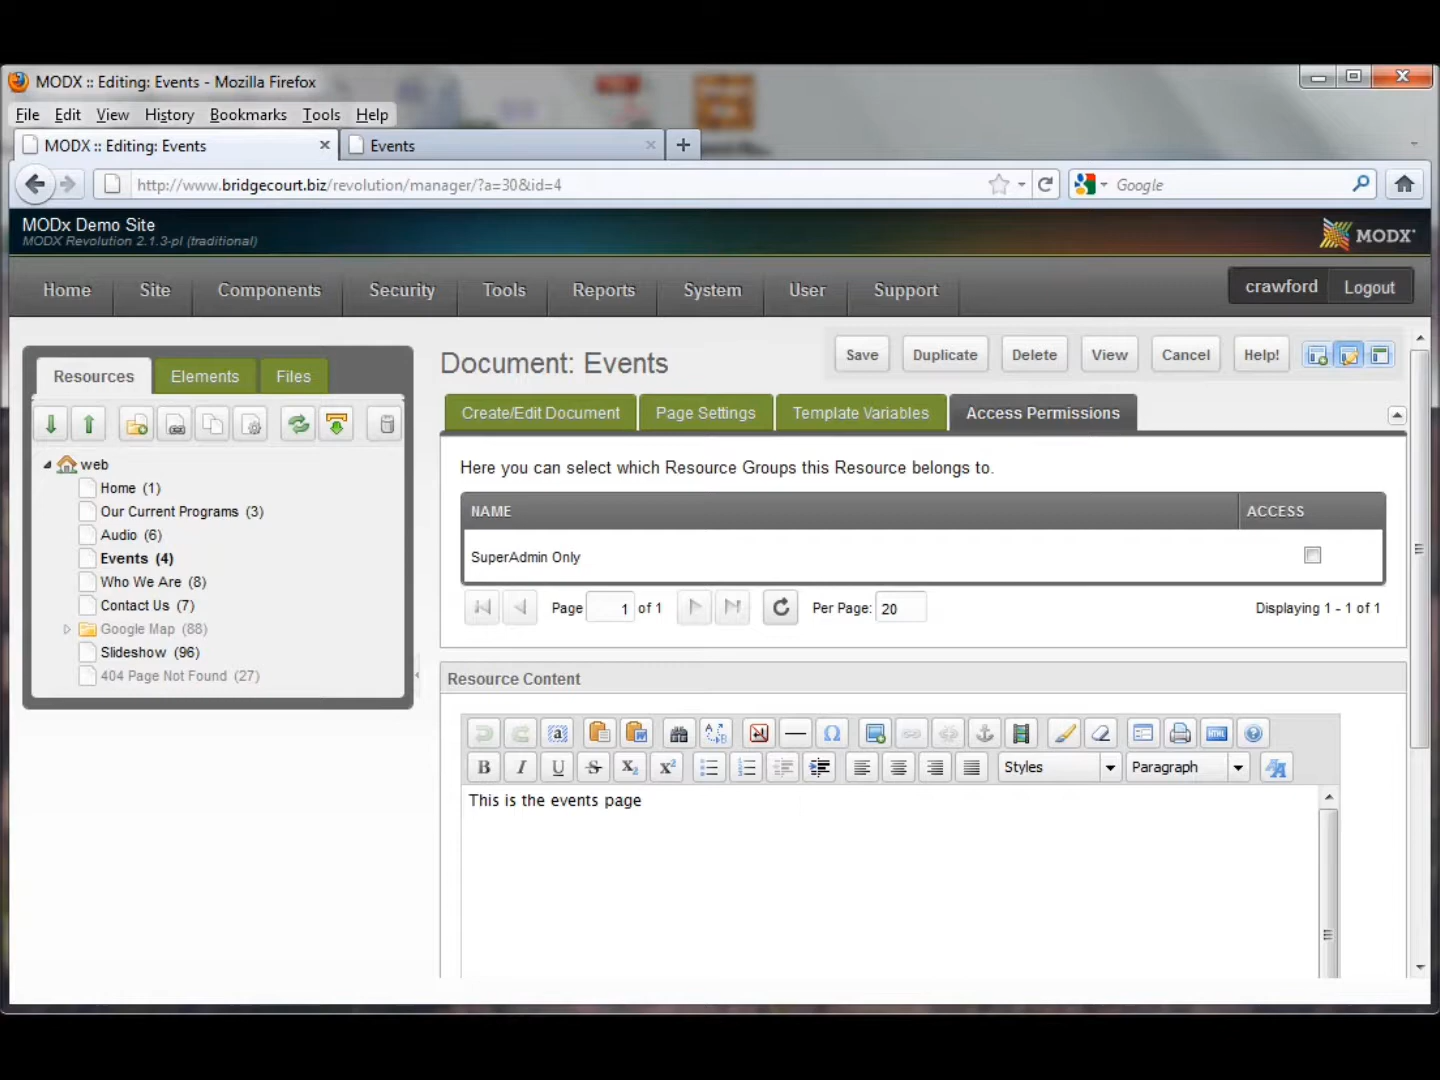 MODX :: Editing: Events - Mozilla Firefox
File Edit View History Bookmarks Tools Help
MODX :: Editing: Events
Events
http://www.bridgecourt.biz/revolution/manager/?a=30&id=4
Google
MODx Demo Site
MODX Revolution 2.1.3-pl (traditional)
MODX
Home Site Components Security Tools Reports System User Support
crawford Logout
Resources Elements Files
Document: Events
Save Duplicate Delete View Cancel Help!
Create/Edit Document Page Settings Template Variables Access Permissions
web
Home (1)
Our Current Programs (3)
Audio (6)
Events (4)
Who We Are (8)
Contact Us (7)
Google Map (88)
Slideshow (96)
404 Page Not Found (27)
Here you can select which Resource Groups this Resource belongs to.
NAME ACCESS
SuperAdmin Only
Page 1 of 1 Per Page: 20 Displaying 1 - 1 of 1
Resource Content
B I U S X2 X2 Styles Paragraph
This is the events page